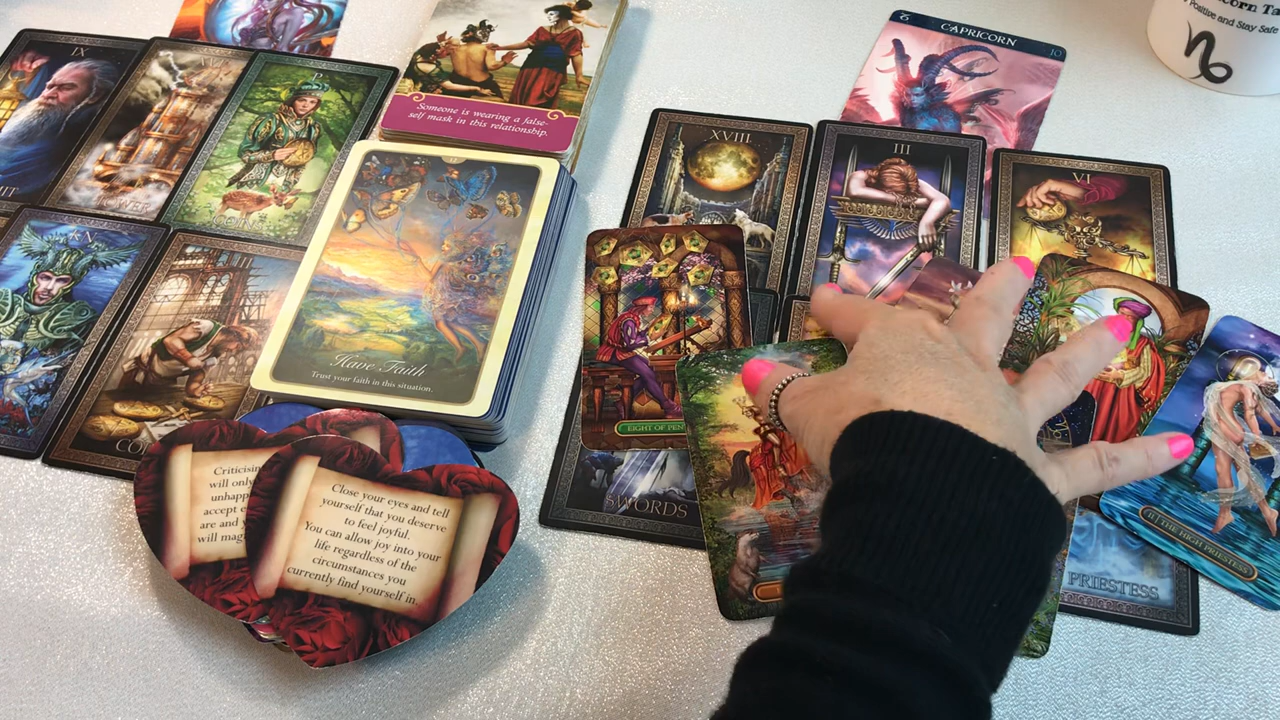 IX
P
CAPRICORN
10
Positive and Stay Safe
Someone is wearing a false-
self mask in this relationship.
XVIII
III
VI
Have Faith
Trust your faith in this situation.
EIGHT OF PEN
SWORDS
II THE HIGH PRIESTESS
PRIESTESS
Criticising
will only
unhapp
accept
are and
will mag
Close your eyes and tell
yourself that you deserve
to feel joyful.
You can allow joy into your
life regardless of the
circumstances you
currently find yourself in.